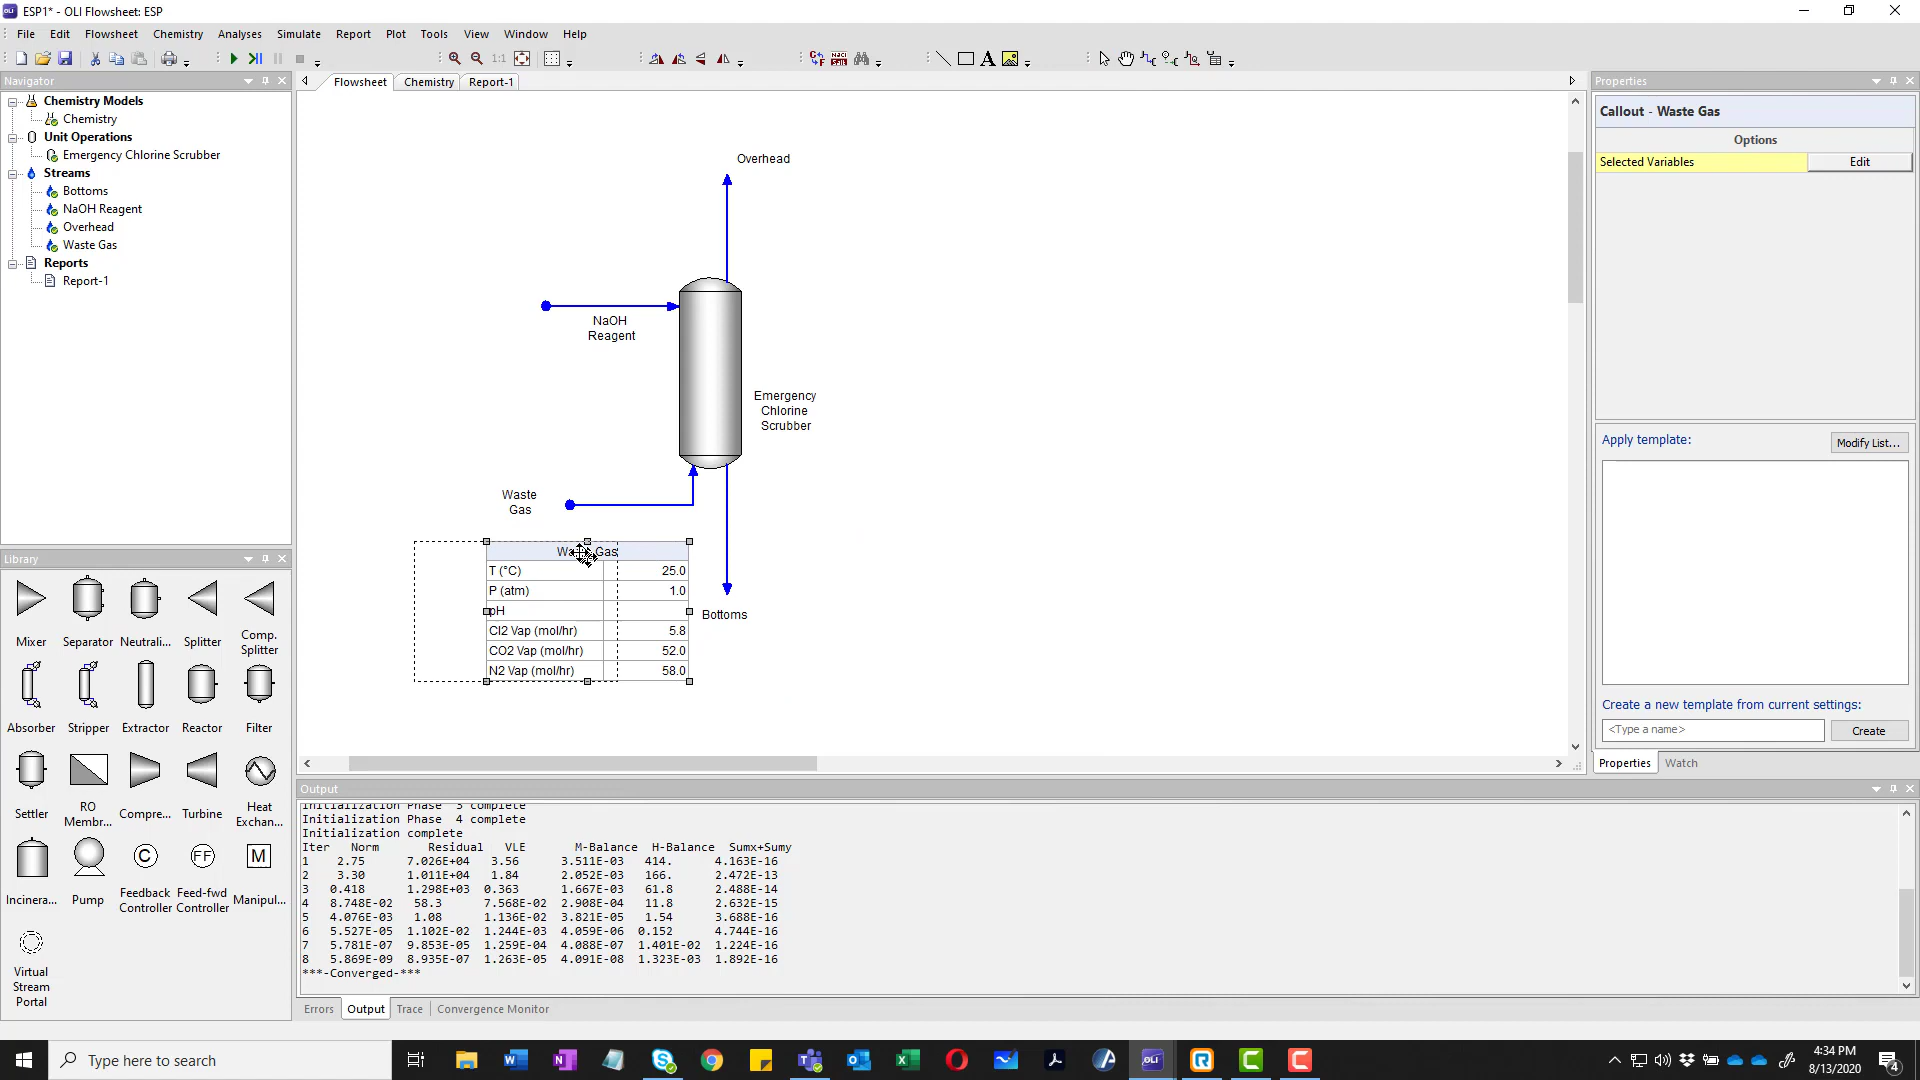 ESP1* - OLI Flowsheet: ESP
File Edit Flowsheet Chemistry Analyses Simulate Report Plot Tools View Window Help
1:1
Navigator
Chemistry Models
Chemistry
Unit Operations
Emergency Chlorine Scrubber
Streams
Bottoms
NaOH Reagent
Overhead
Waste Gas
Reports
Report-1
Library
Mixer Separator Neutrali... Splitter Comp. Splitter
Absorber Stripper Extractor Reactor Filter
Settler RO Membr... Compre... Turbine Heat Exchan...
Incinera... Pump Feedback Controller Feed-fwd Controller Manipul...
C FF M
Virtual Stream Portal
Flowsheet Chemistry Report-1
Overhead
NaOH
Reagent
Emergency
Chlorine
Scrubber
Waste
Gas
Gas
T (°C) 25.0
P (atm) 1.0
pH
Cl2 Vap (mol/hr) 5.8
CO2 Vap (mol/hr) 52.0
N2 Vap (mol/hr) 58.0
Bottoms
Output
Initialization Phase 3 complete
Initialization Phase 4 complete
Initialization complete
Iter Norm Residual VLE M-Balance H-Balance Sumx+Sumy
1 2.75 7.026E+04 3.56 3.511E-03 414. 4.163E-16
2 3.30 1.011E+04 1.84 2.052E-03 166. 2.472E-13
3 0.418 1.298E+03 0.363 1.667E-03 61.8 2.488E-14
4 8.748E-02 58.3 7.568E-02 2.908E-04 11.8 2.632E-15
5 4.076E-03 1.08 1.136E-02 3.821E-05 1.54 3.688E-16
6 5.527E-05 1.102E-02 1.244E-03 4.059E-06 0.152 4.744E-16
7 5.781E-07 9.853E-05 1.259E-04 4.088E-07 1.401E-02 1.224E-16
8 5.869E-09 8.935E-07 1.263E-05 4.091E-08 1.323E-03 1.892E-16
***-Converged-***
Errors Output Trace Convergence Monitor
Properties
Callout - Waste Gas
Options
Selected Variables Edit
Apply template: Modify List...
Create a new template from current settings:
<Type a name> Create
Properties Watch
Type here to search
4:34 PM
8/13/2020
4